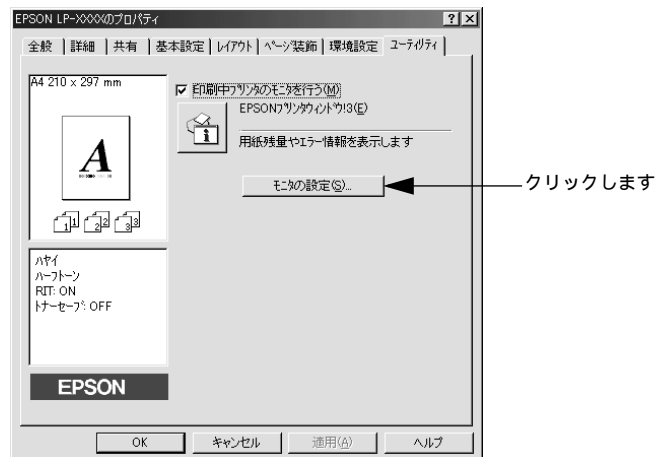 EPSON LP-XXXXのプロパティ
全般 詳細 共有 基本設定 レイアウト ページ装飾 環境設定 ユーティリティ
A4 210 x 297 mm
A
1 1 2 2 3 3
ハヤイ
ハーフトーン
RIT: ON
トナーセーブ: OFF
EPSON
印刷中プリンタのモニタを行う(M)
EPSONプリンタウィンドウ!3(E)
用紙残量やエラー情報を表示します
モニタの設定(S)...
クリックします
OK キャンセル 適用(A) ヘルプ